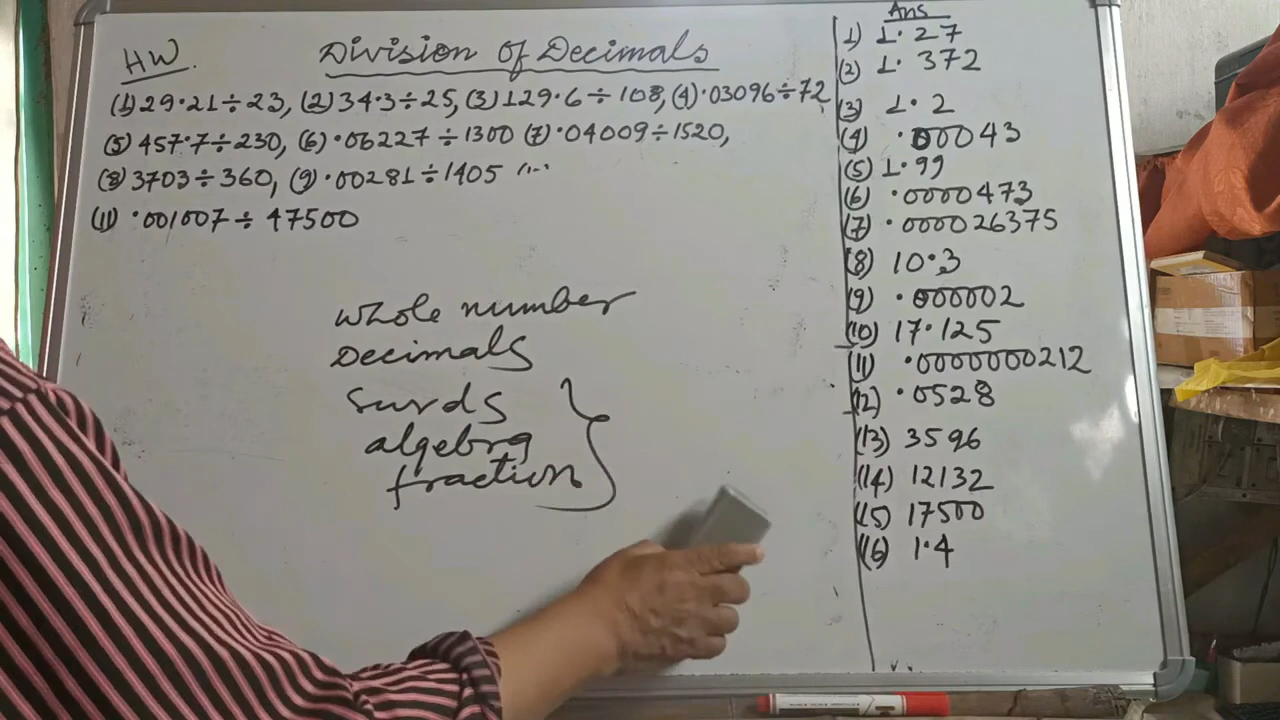 HW. Division of Decimals
(1) 29.21÷23, (2) 34.3÷25, (3) 129.6÷108, (4) .03096÷72
(5) 457.7÷230, (6) .06227÷1300 (7) .04009÷1520,
(8) 3703÷360, (9) .00281÷1405
(11) .001007÷47500
whole number
Decimals
surds
algebra
fraction
Ans
(1) 1.27
(2) 1.372
(3) 1.2
(4) .00043
(5) 1.99
(6) .0000473
(7) .000026375
(8) 10.3
(9) .000002
(10) 17.125
(11) .0000000212
(12) .0528
(13) 3596
(14) 12132
(15) 17500
(16) 1.4